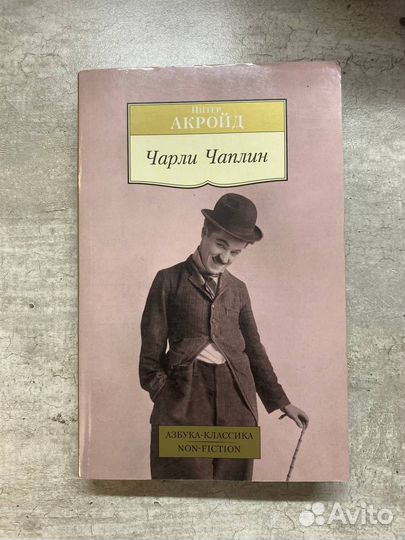 ПИТЕР
АКРОЙД
Чарли Чаплин
АЗБУКА-КЛАССИКА
NON-FICTION
Avito